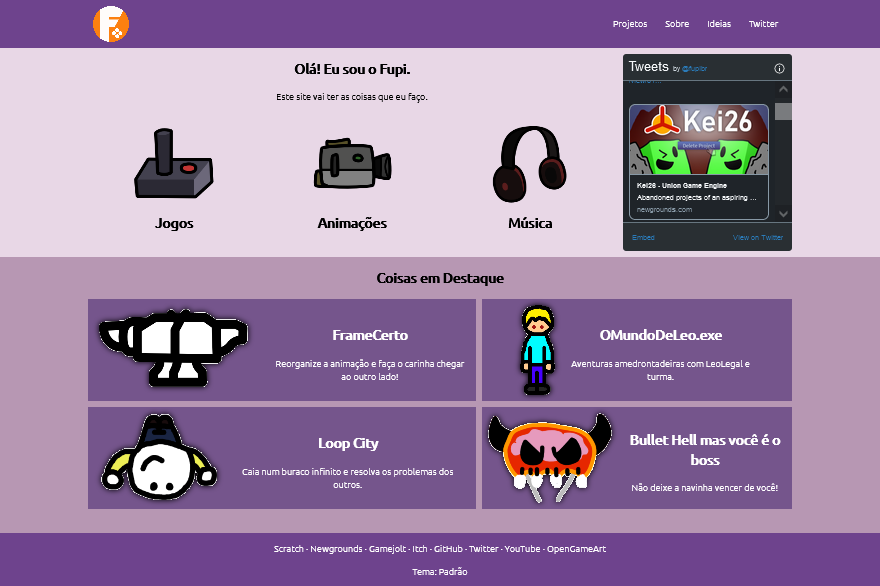 Projetos Sobre Ideias Twitter
Olá! Eu sou o Fupi.
Este site vai ter as coisas que eu faço.
Jogos
Animações
Música
Tweets by @fupibr
Kei26
Delete Project
Kei26 - Union Game Engine
Abandoned projects of an aspiring ...
newgrounds.com
Embed
View on Twitter
Coisas em Destaque
FrameCerto
Reorganize a animação e faça o carinha chegar
ao outro lado!
OMundoDeLeo.exe
Aventuras amedrontadeiras com LeoLegal e
turma.
Loop City
Caia num buraco infinito e resolva os problemas dos
outros.
Bullet Hell mas você é o
boss
Não deixe a navinha vencer de você!
Scratch · Newgrounds · Gamejolt · Itch · GitHub · Twitter · YouTube · OpenGameArt
Tema: Padrão